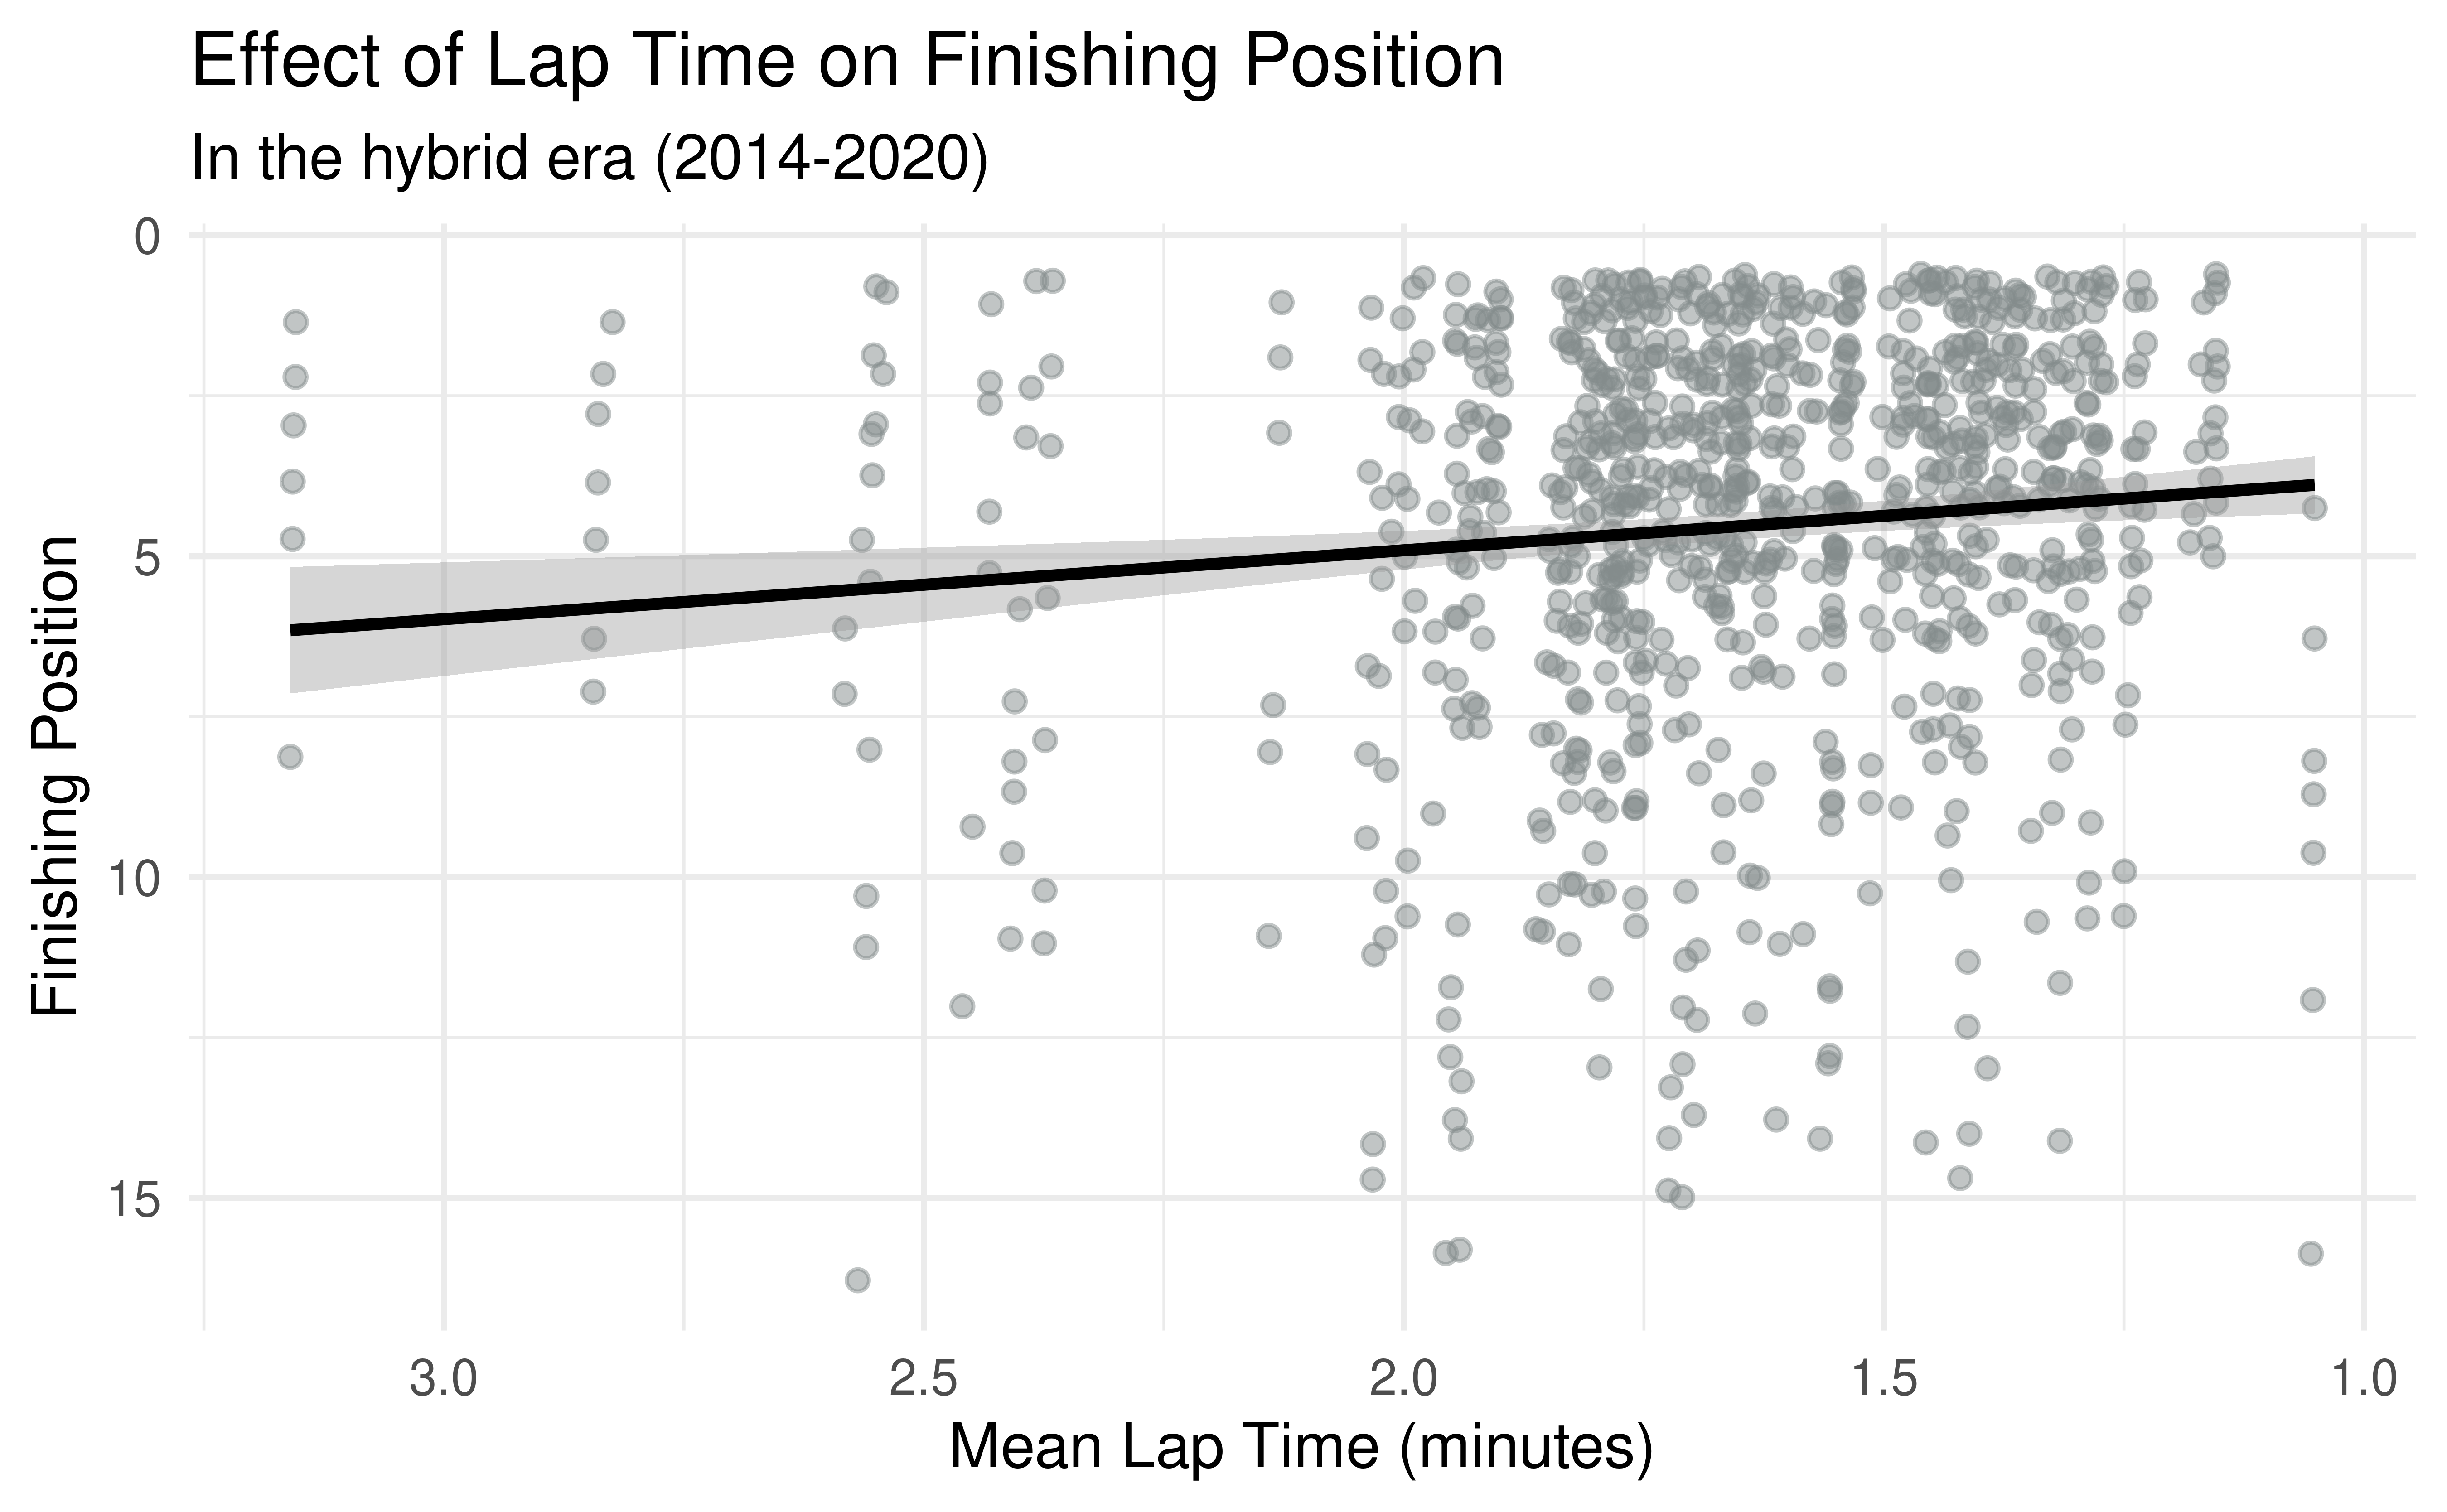 Effect of Lap Time on Finishing Position
In the hybrid era (2014-2020)
Finishing Position
0
5
10
15
3.0
2.5
2.0
1.5
1.0
Mean Lap Time (minutes)